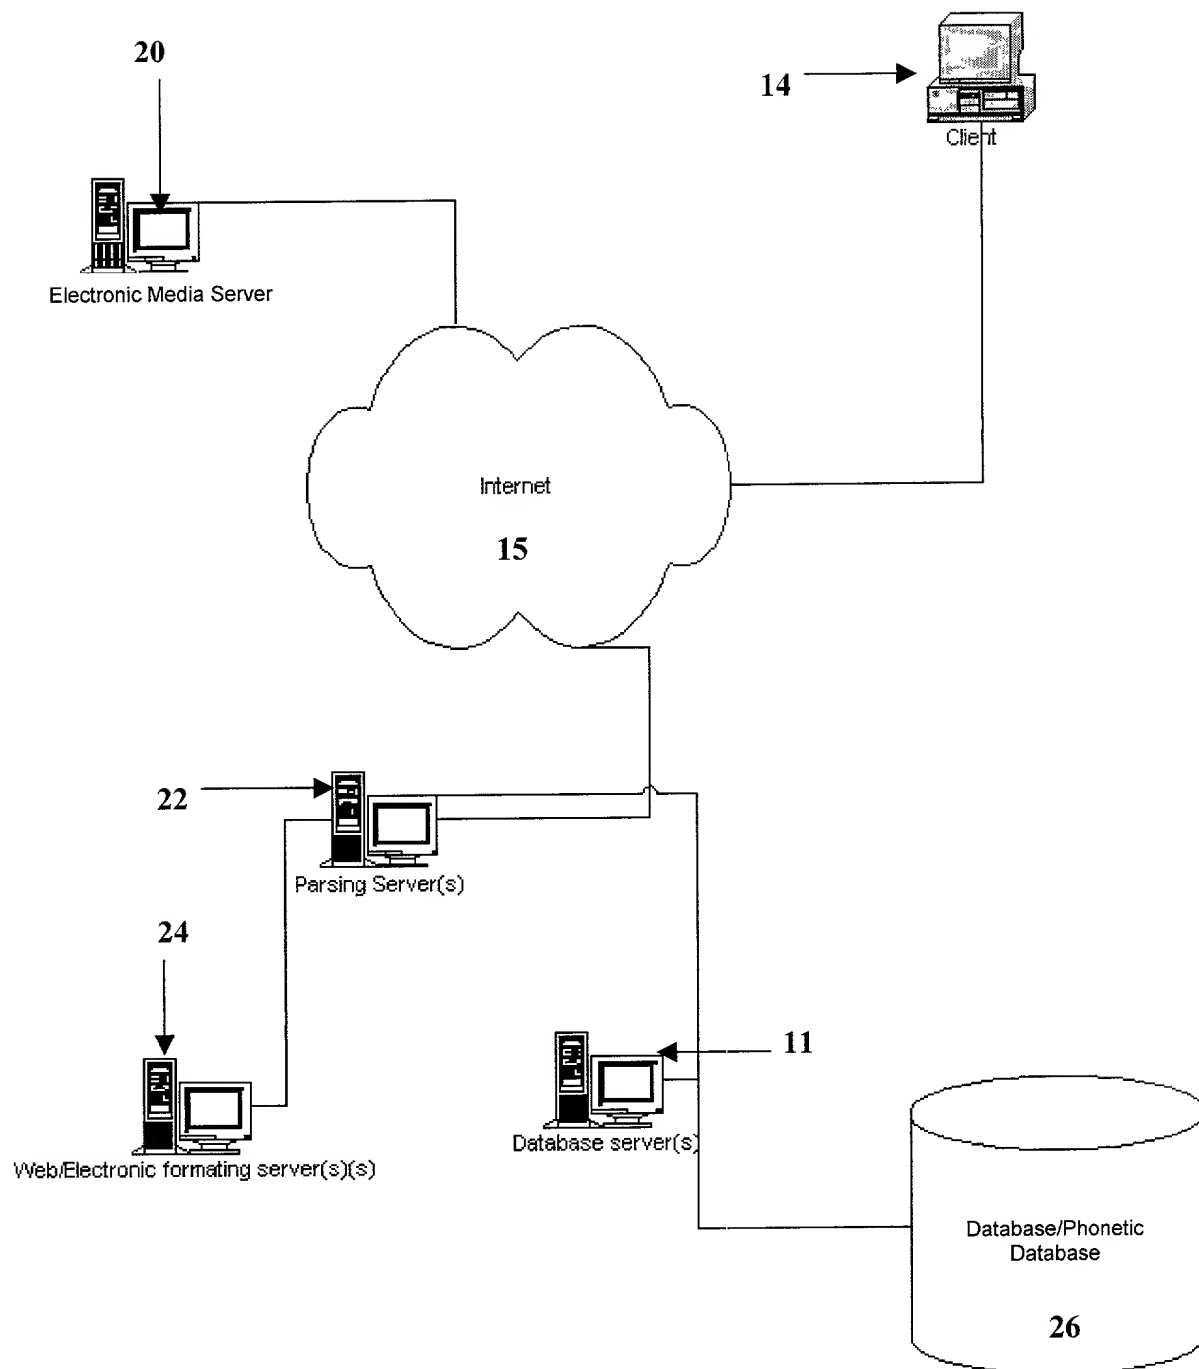 20
14
Client
Electronic Media Server
Internet
15
22
Parsing Server(s)
24
11
Database server(s)
Web/Electronic formating server(s)(s)
Database/Phonetic
Database
26